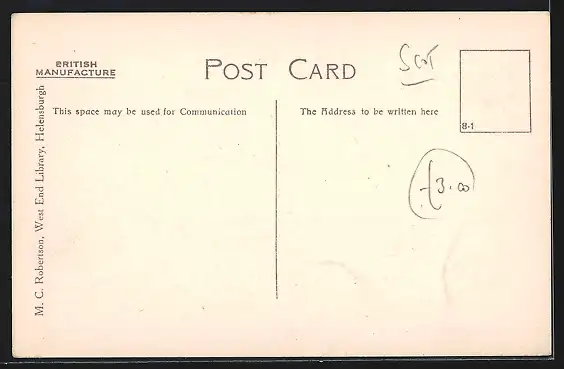 BRITISH
MANUFACTURE
POST CARD
Scot
This space may be used for Communication
The Address to be written here
8-1
£3.00
M. C. Robertson, West End Library, Helensburgh